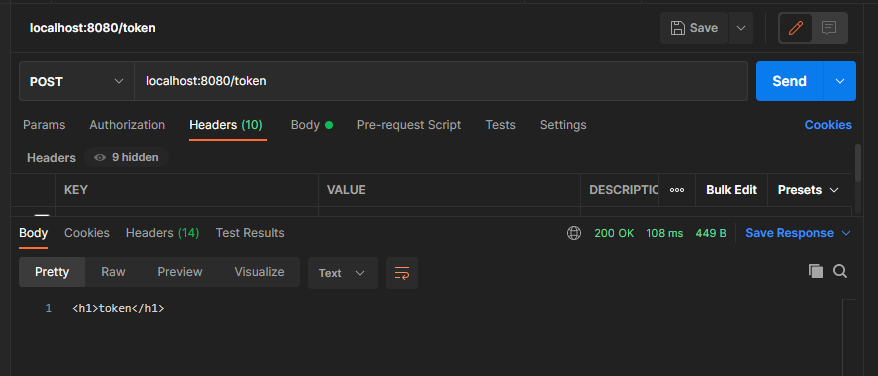 localhost:8080/token
Save
POST
localhost:8080/token
Send
Params Authorization Headers (10) Body Pre-request Script Tests Settings Cookies
Headers 9 hidden
KEY VALUE DESCRIPTIO ooo Bulk Edit Presets
Body Cookies Headers (14) Test Results 200 OK 108 ms 449 B Save Response
Pretty Raw Preview Visualize Text
1 <h1>token</h1>